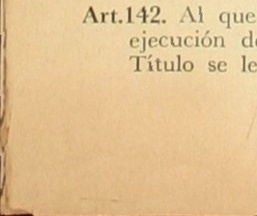 Art.142. Al que
ejecución d
Título se le